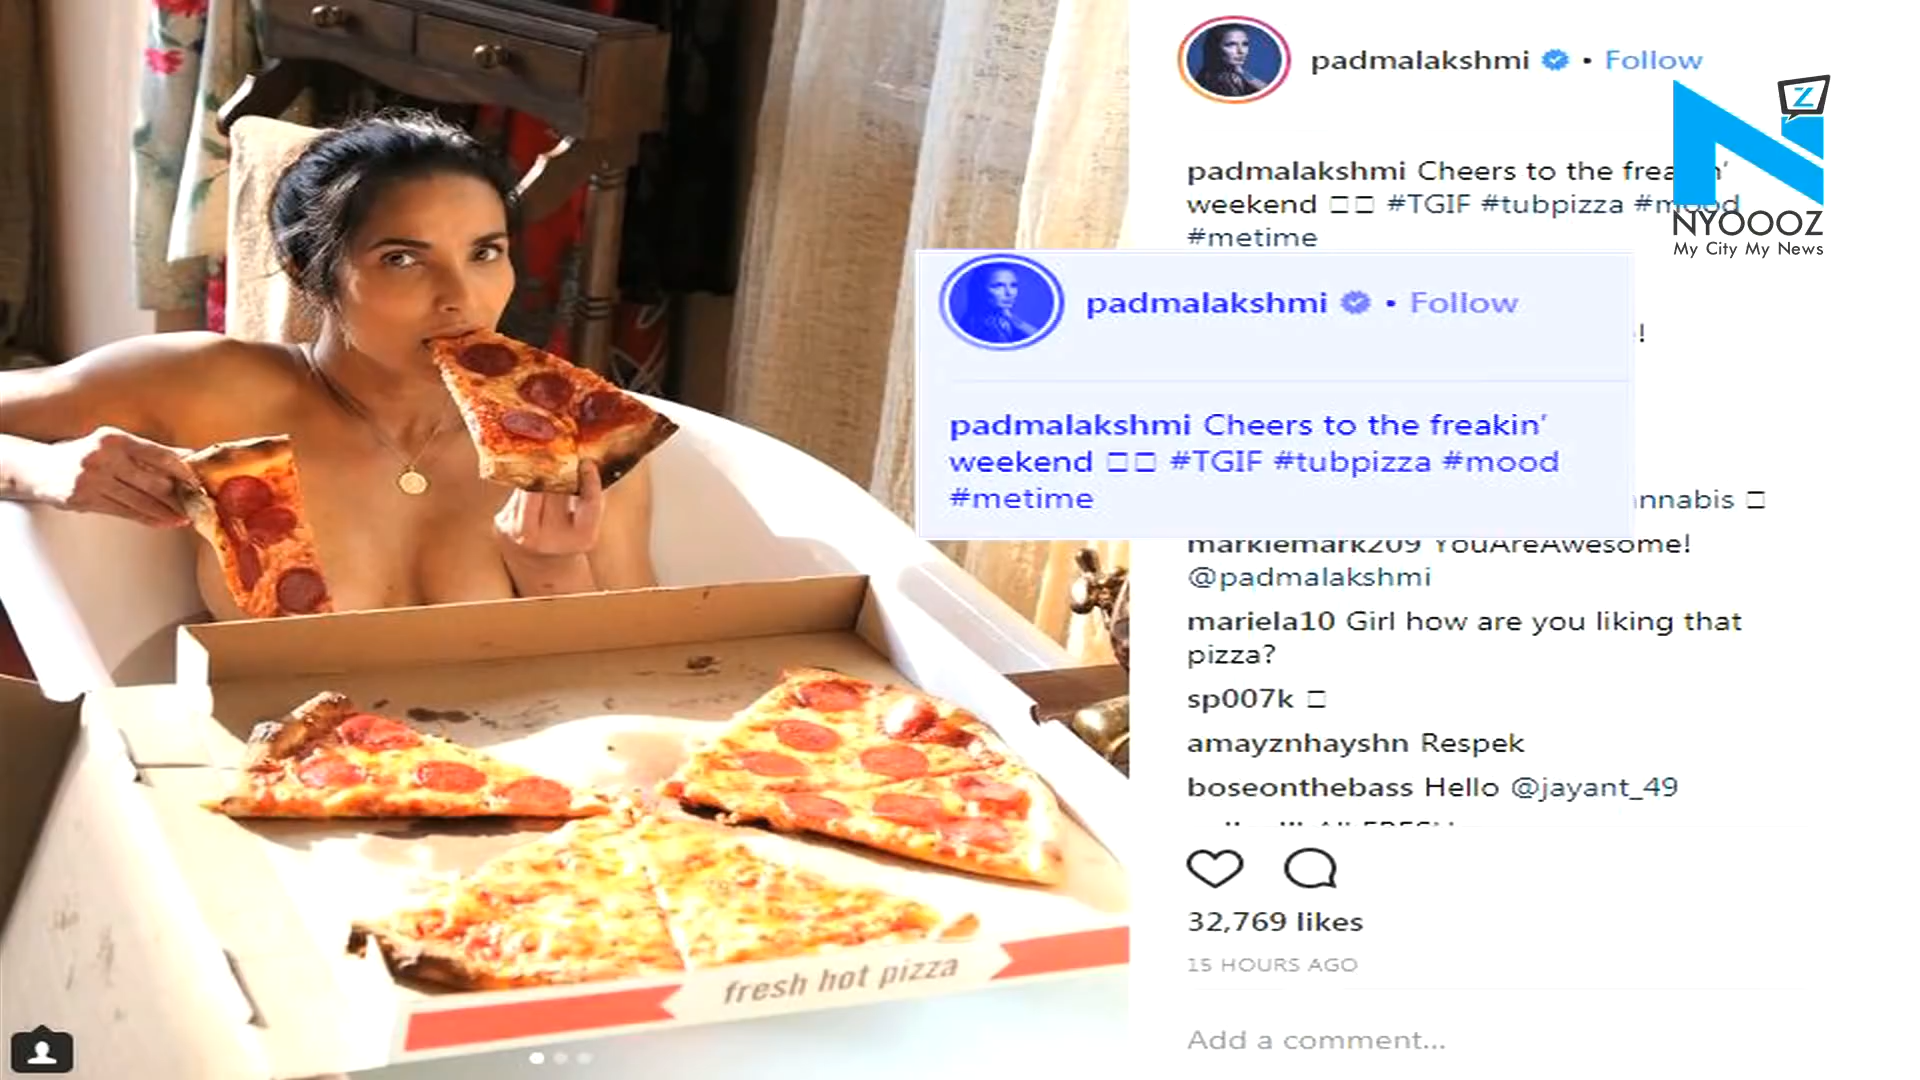 padmalakshmi • Follow
Z
NYOOOZ
My City My News
padmalakshmi Cheers to the
weekend #TGIF #tubpizza
#metime
padmalakshmi • Follow
padmalakshmi Cheers to the freakin'
weekend #TGIF #tubpizza #mood
#metime
markiemark209 YouAreAwesome!
@padmalakshmi
mariela10 Girl how are you liking that
pizza?
sp007k
amayznhayshn Respek
boseonthebass Hello @jayant_49
32,769 likes
15 HOURS AGO
Add a comment...
fresh hot pizza